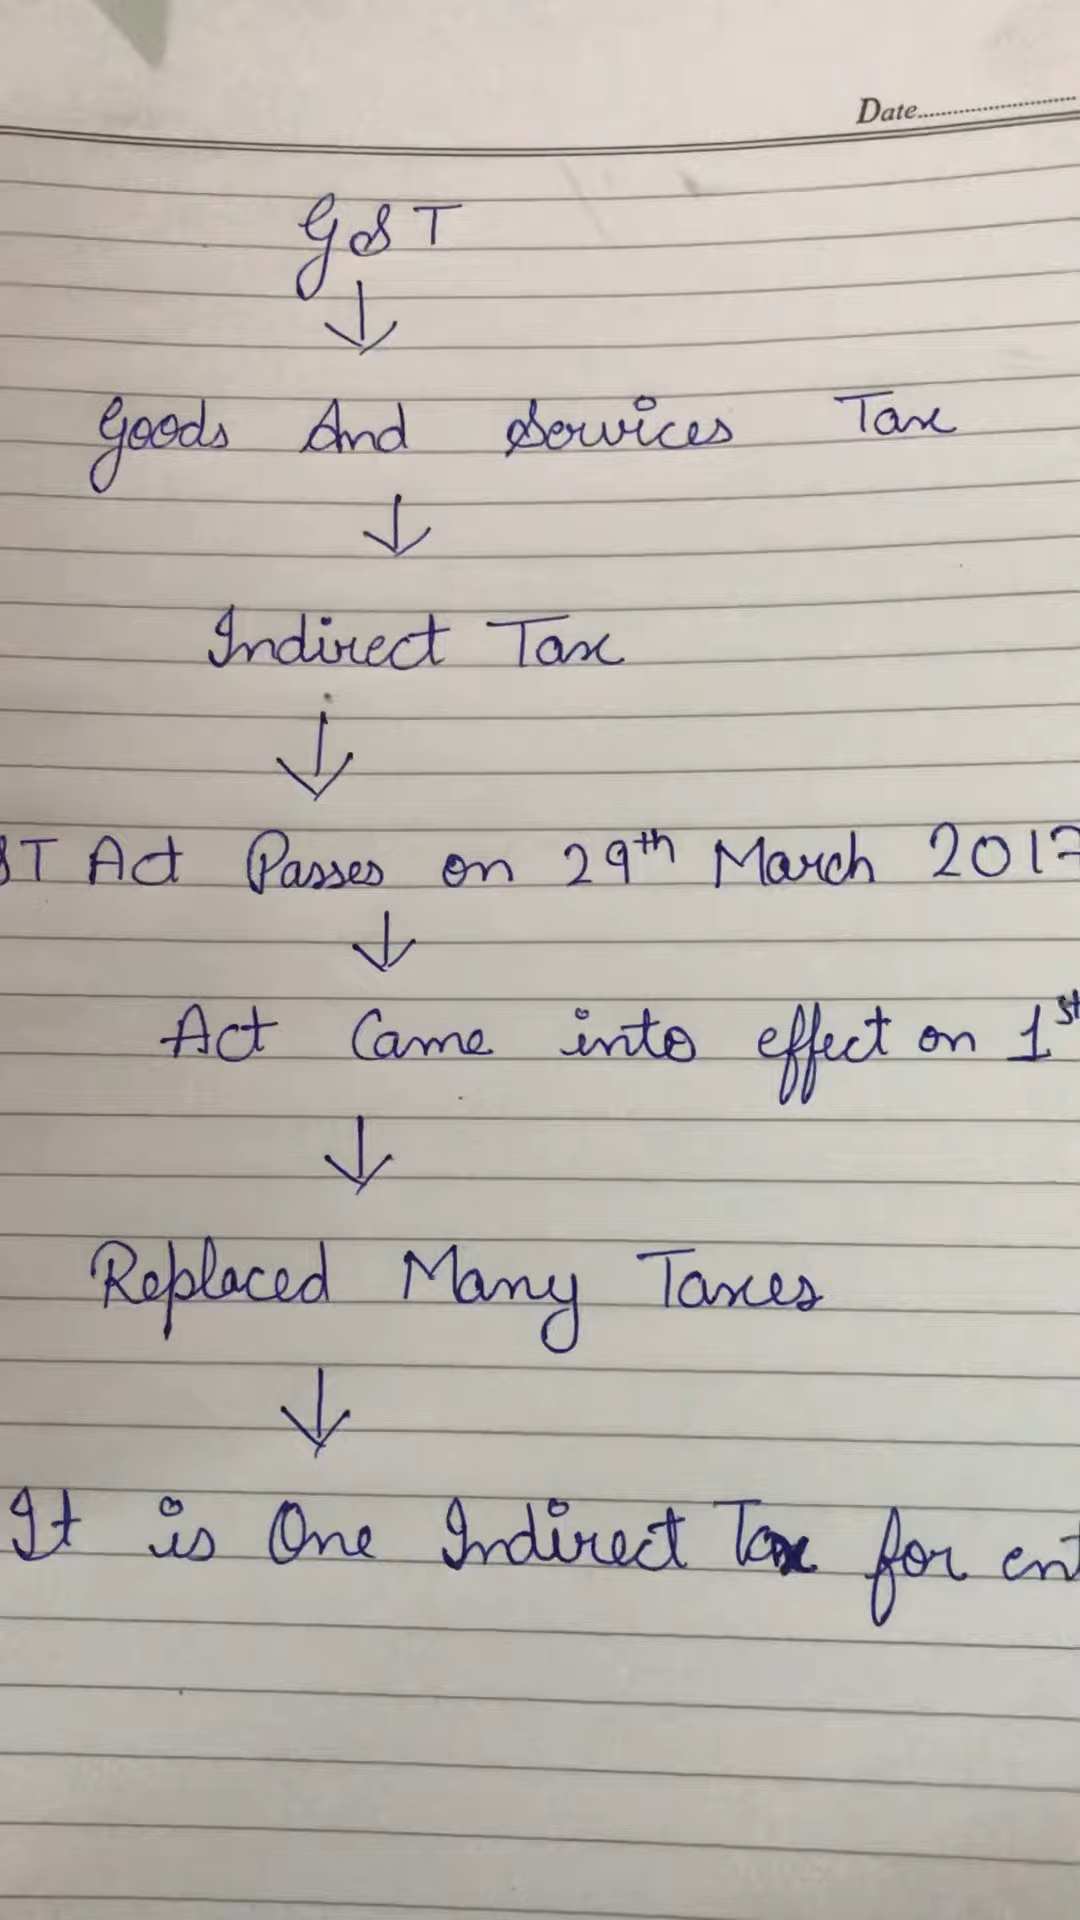 Date
GST
↓
Goods And Services Tax
↓
Indirect Tax
↓
ST Act Passes on 29th March 2017
↓
Act Came into effect on 1st
↓
Replaced Many Taxes
↓
It is One Indirect Tax for